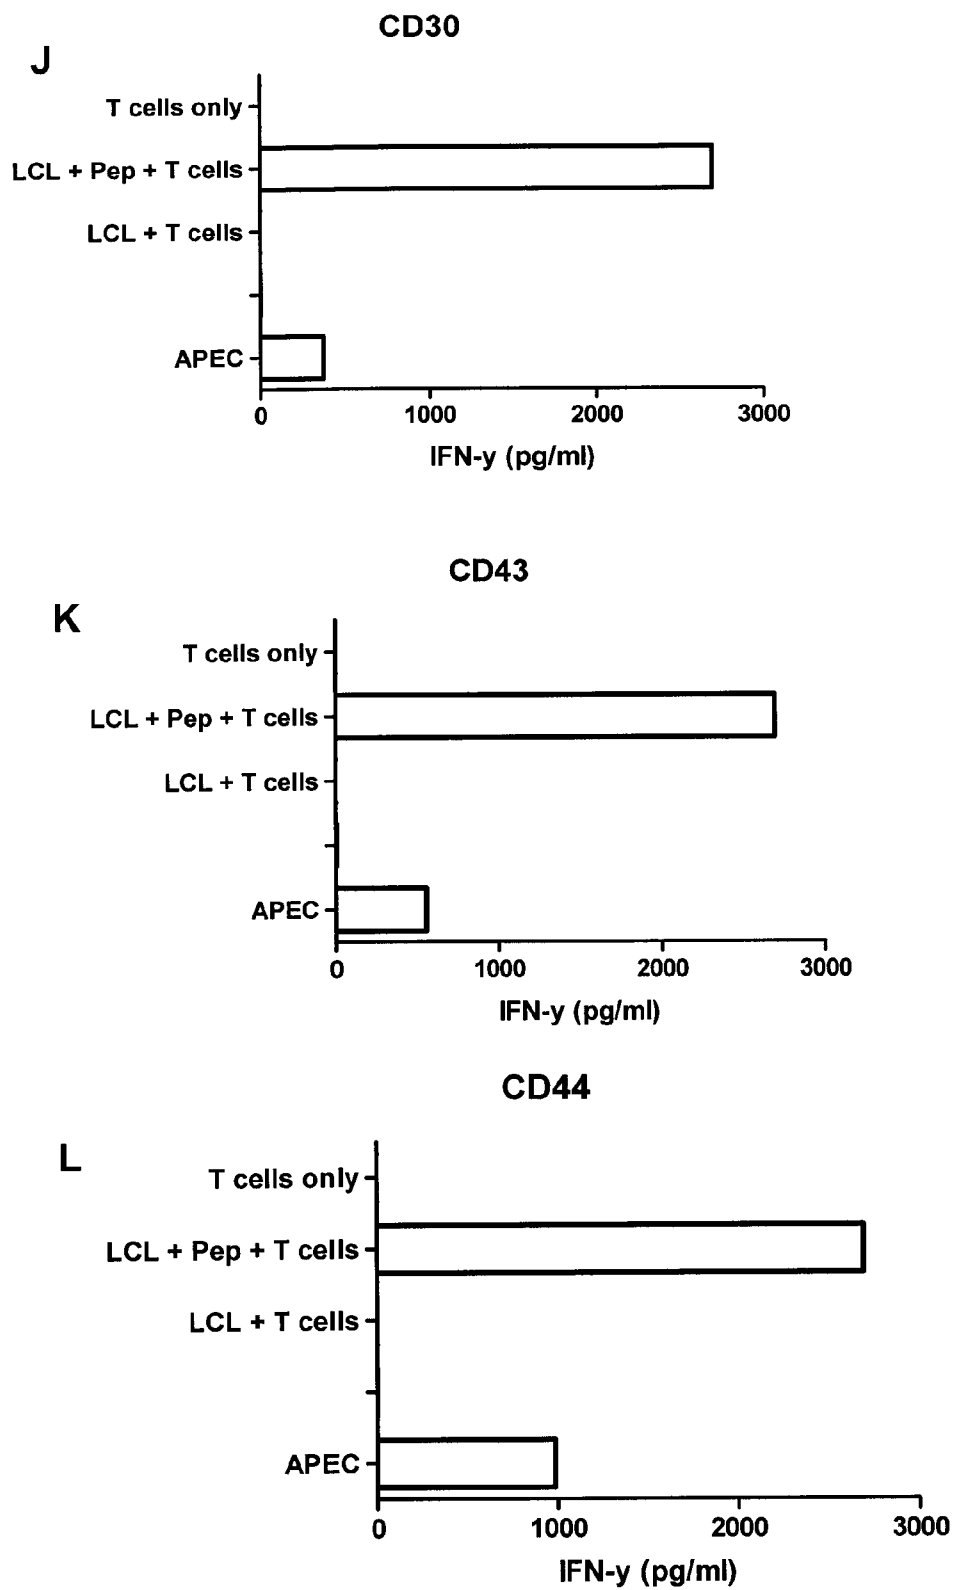 CD30
J
T cells only
LCL + Pep + T cells
LCL + T cells
APEC
0 1000 2000 3000
IFN-y (pg/ml)
CD43
K
T cells only
LCL + Pep + T cells
LCL + T cells
APEC
0 1000 2000 3000
IFN-y (pg/ml)
CD44
L
T cells only
LCL + Pep + T cells
LCL + T cells
APEC
0 1000 2000 3000
IFN-y (pg/ml)